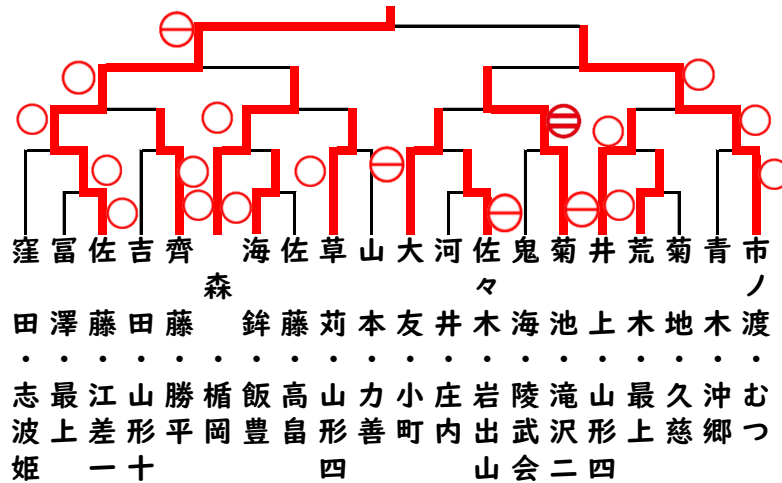 窪田・志波姫
冨澤・最上
佐藤・江差一
吉田・山形十
齊藤・勝平
森・楯岡
海鉾・飯豊
佐藤・高畠
草苅・山形四
山本・力善
大友・小町
河井・庄内
佐々木・岩出山
鬼海・陵武会
菊池・滝沢二
井上・山形四
荒木・最上
菊地・久慈
青木・沖郷
市ノ渡・むつ